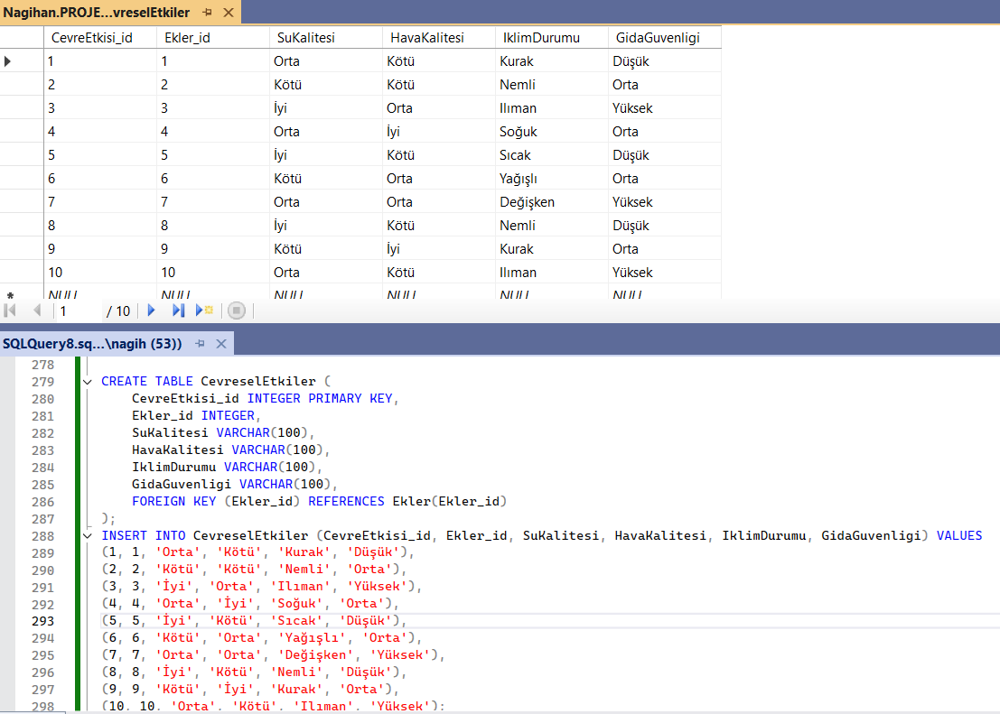 Nagihan.PROJE...vreselEtkiler
CevreEtkisi_id Ekler_id SuKalitesi HavaKalitesi IklimDurumu GidaGuvenligi
1 1 Orta Kötü Kurak Düşük
2 2 Kötü Kötü Nemli Orta
3 3 İyi Orta Ilıman Yüksek
4 4 Orta İyi Soğuk Orta
5 5 İyi Kötü Sıcak Düşük
6 6 Kötü Orta Yağışlı Orta
7 7 Orta Orta Değişken Yüksek
8 8 İyi Kötü Nemli Düşük
9 9 Kötü İyi Kurak Orta
10 10 Orta Kötü Ilıman Yüksek
* NULL NULL NULL NULL NULL NULL
1 / 10
SQLQuery8.sq...\nagih (53))
278
279 CREATE TABLE CevreselEtkiler (
280 CevreEtkisi_id INTEGER PRIMARY KEY,
281 Ekler_id INTEGER,
282 SuKalitesi VARCHAR(100),
283 HavaKalitesi VARCHAR(100),
284 IklimDurumu VARCHAR(100),
285 GidaGuvenligi VARCHAR(100),
286 FOREIGN KEY (Ekler_id) REFERENCES Ekler(Ekler_id)
287 );
288 INSERT INTO CevreselEtkiler (CevreEtkisi_id, Ekler_id, SuKalitesi, HavaKalitesi, IklimDurumu, GidaGuvenligi) VALUES
289 (1, 1, 'Orta', 'Kötü', 'Kurak', 'Düşük'),
290 (2, 2, 'Kötü', 'Kötü', 'Nemli', 'Orta'),
291 (3, 3, 'İyi', 'Orta', 'Ilıman', 'Yüksek'),
292 (4, 4, 'Orta', 'İyi', 'Soğuk', 'Orta'),
293 (5, 5, 'İyi', 'Kötü', 'Sıcak', 'Düşük'),
294 (6, 6, 'Kötü', 'Orta', 'Yağışlı', 'Orta'),
295 (7, 7, 'Orta', 'Orta', 'Değişken', 'Yüksek'),
296 (8, 8, 'İyi', 'Kötü', 'Nemli', 'Düşük'),
297 (9, 9, 'Kötü', 'İyi', 'Kurak', 'Orta'),
298 (10, 10, 'Orta', 'Kötü', 'Ilıman', 'Yüksek');